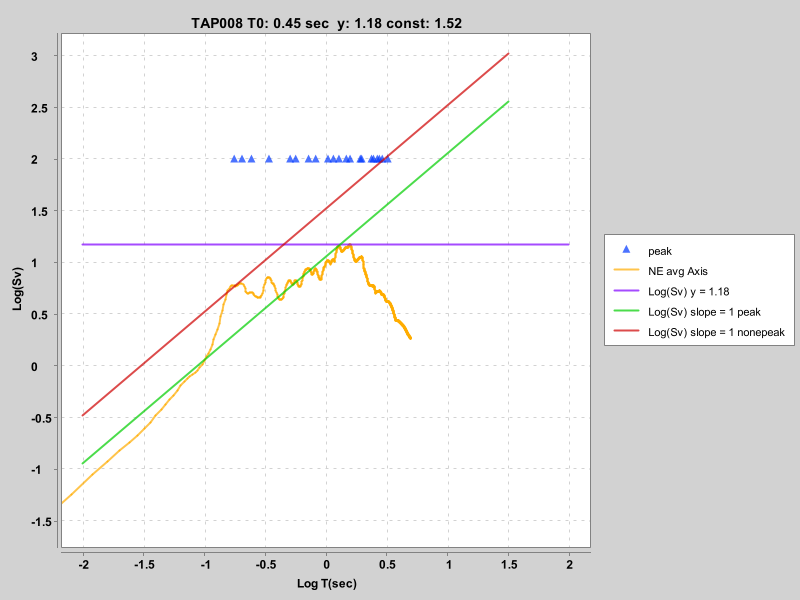 TAP008 T0: 0.45 sec  y: 1.18 const: 1.52
3
2.5
2
1.5
1
0.5
0
-0.5
-1
-1.5
Log(Sv)
-2
-1.5
-1
-0.5
0
0.5
1
1.5
2
Log T(sec)
peak
NE avg Axis
Log(Sv) y = 1.18
Log(Sv) slope = 1 peak
Log(Sv) slope = 1 nonepeak